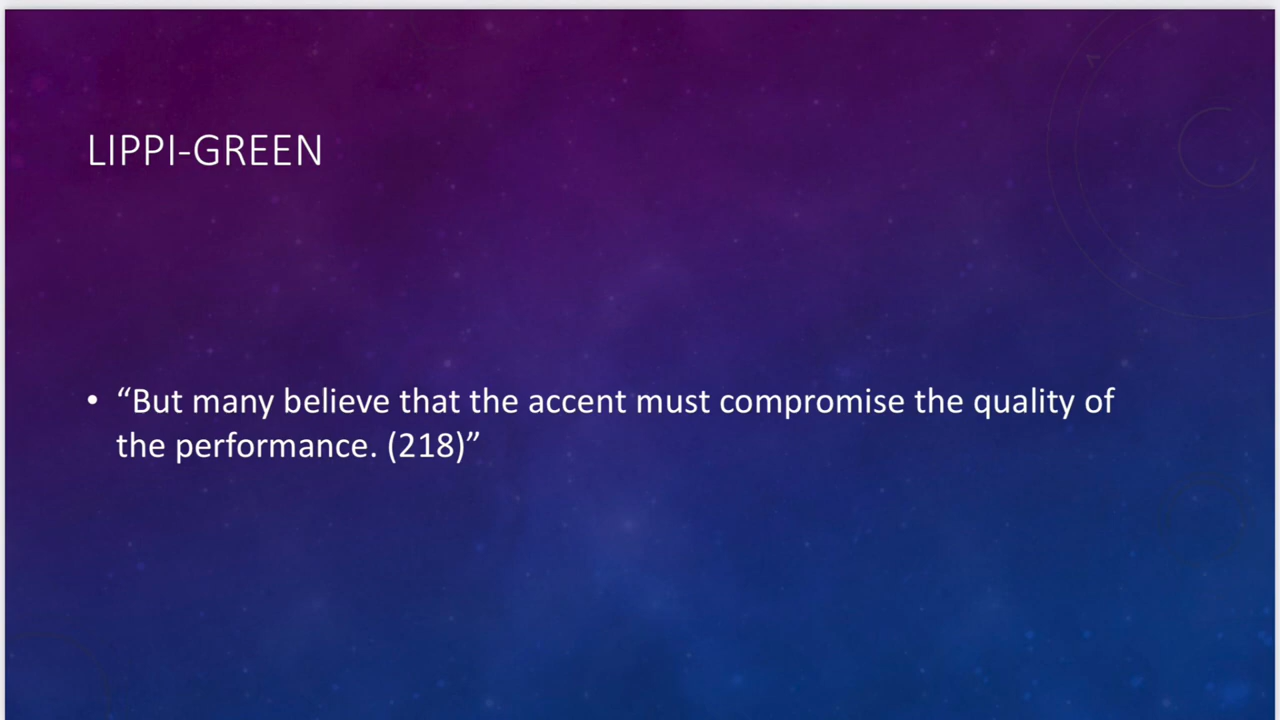 LIPPI-GREEN
• “But many believe that the accent must compromise the quality of
the performance. (218)”